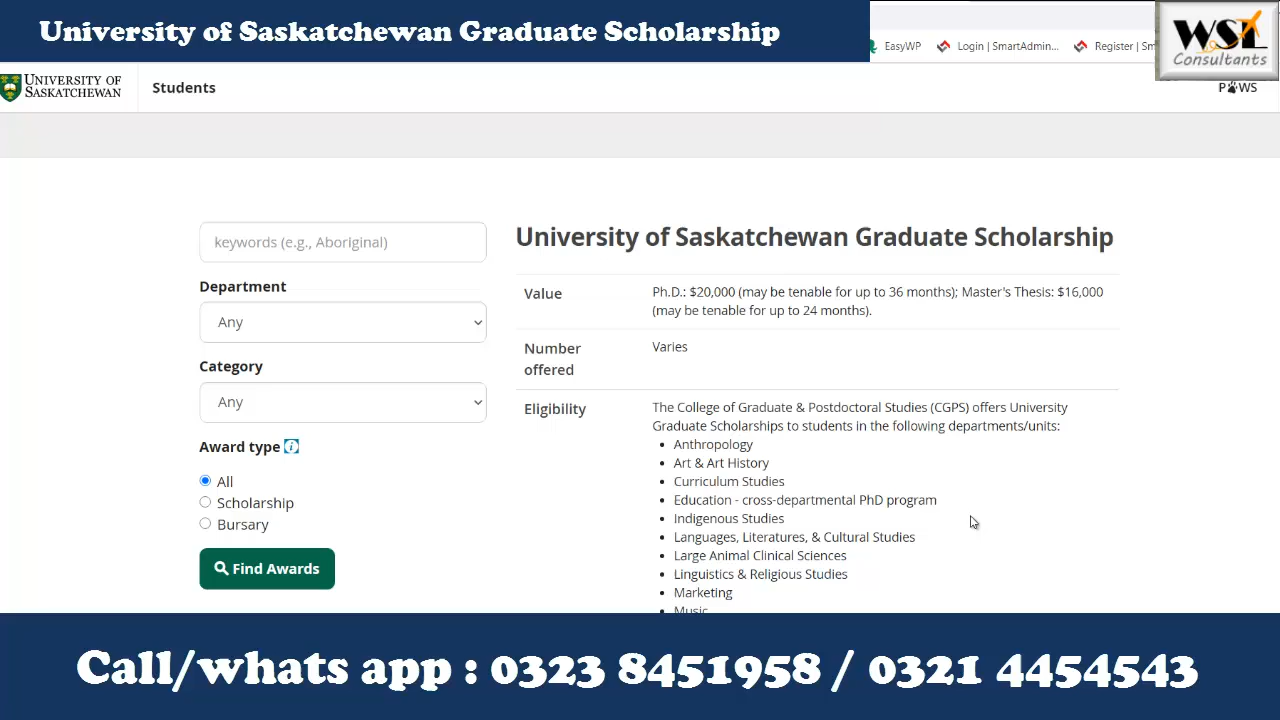 University of Saskatchewan Graduate Scholarship
EasyWP
Login | SmartAdmin...
Register | Sm
WSL
Consultants
UNIVERSITY OF
SASKATCHEWAN
Students
PAWS
keywords (e.g., Aboriginal)
Department
Any
Category
Any
Award type
All
Scholarship
Bursary
Find Awards
University of Saskatchewan Graduate Scholarship
Value
Ph.D.: $20,000 (may be tenable for up to 36 months); Master's Thesis: $16,000
(may be tenable for up to 24 months).
Number
offered
Varies
Eligibility
The College of Graduate & Postdoctoral Studies (CGPS) offers University
Graduate Scholarships to students in the following departments/units:
• Anthropology
• Art & Art History
• Curriculum Studies
• Education - cross-departmental PhD program
• Indigenous Studies
• Languages, Literatures, & Cultural Studies
• Large Animal Clinical Sciences
• Linguistics & Religious Studies
• Marketing
• Music
Call/whats app : 0323 8451958 / 0321 4454543